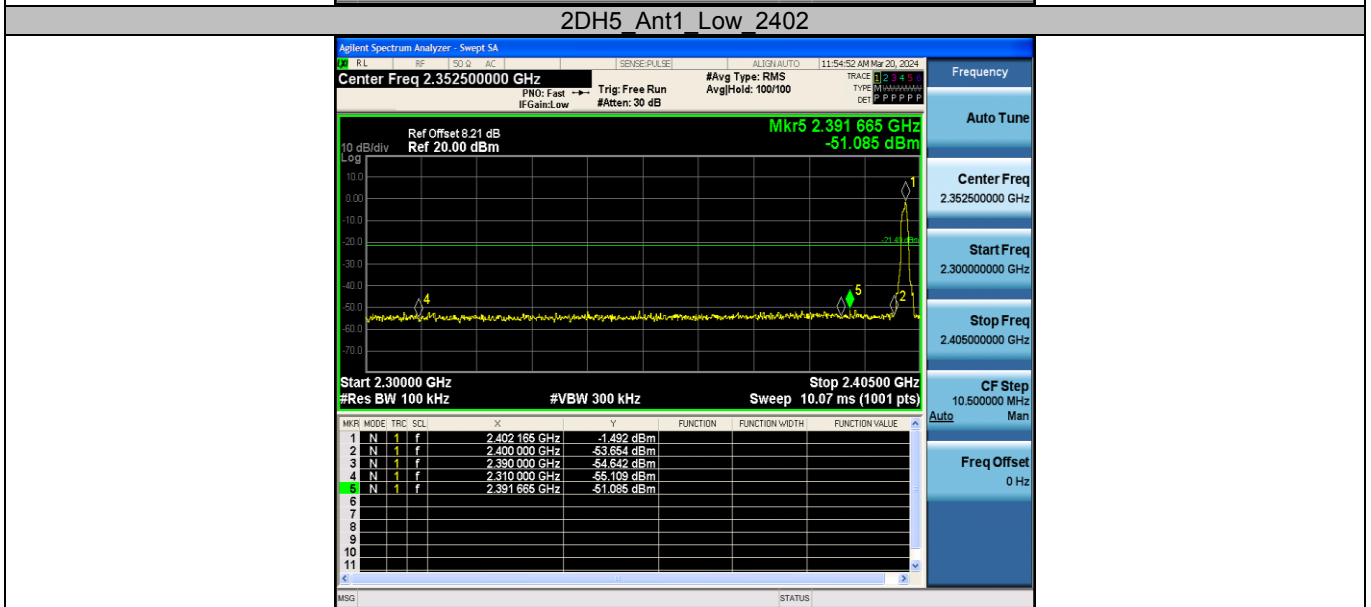 2DH5_Ant1_Low_2402
Agilent Spectrum Analyzer - Swept SA
RL RF 50 Ω AC SENSE:PULSE ALIGN AUTO 11:54:52 AM Mar 20, 2024
Center Freq 2.352500000 GHz
#Avg Type: RMS
TRACE 1 2 3 4 5 6
PNO: Fast
Trig: Free Run
Avg|Hold: 100/100
TYPE M
IFGain:Low
#Atten: 30 dB
DET P P P P P P
Mkr5 2.391 665 GHz
-51.085 dBm
Ref Offset 8.21 dB
10 dB/div Ref 20.00 dBm
Log
10.0
0.00
-10.0
-20.0
-30.0
-40.0
-50.0
-60.0
-70.0
1
-21.49 dBm
4
5
2
Start 2.30000 GHz Stop 2.40500 GHz
#Res BW 100 kHz #VBW 300 kHz Sweep 10.07 ms (1001 pts)
MKR MODE TRC SCL X Y FUNCTION FUNCTION WIDTH FUNCTION VALUE
1 N 1 f 2.402 165 GHz -1.492 dBm
2 N 1 f 2.400 000 GHz -53.654 dBm
3 N 1 f 2.390 000 GHz -54.642 dBm
4 N 1 f 2.310 000 GHz -55.109 dBm
5 N 1 f 2.391 665 GHz -51.085 dBm
6
7
8
9
10
11
MSG STATUS
Frequency
Auto Tune
Center Freq
2.352500000 GHz
Start Freq
2.300000000 GHz
Stop Freq
2.405000000 GHz
CF Step
10.500000 MHz
Auto Man
Freq Offset
0 Hz